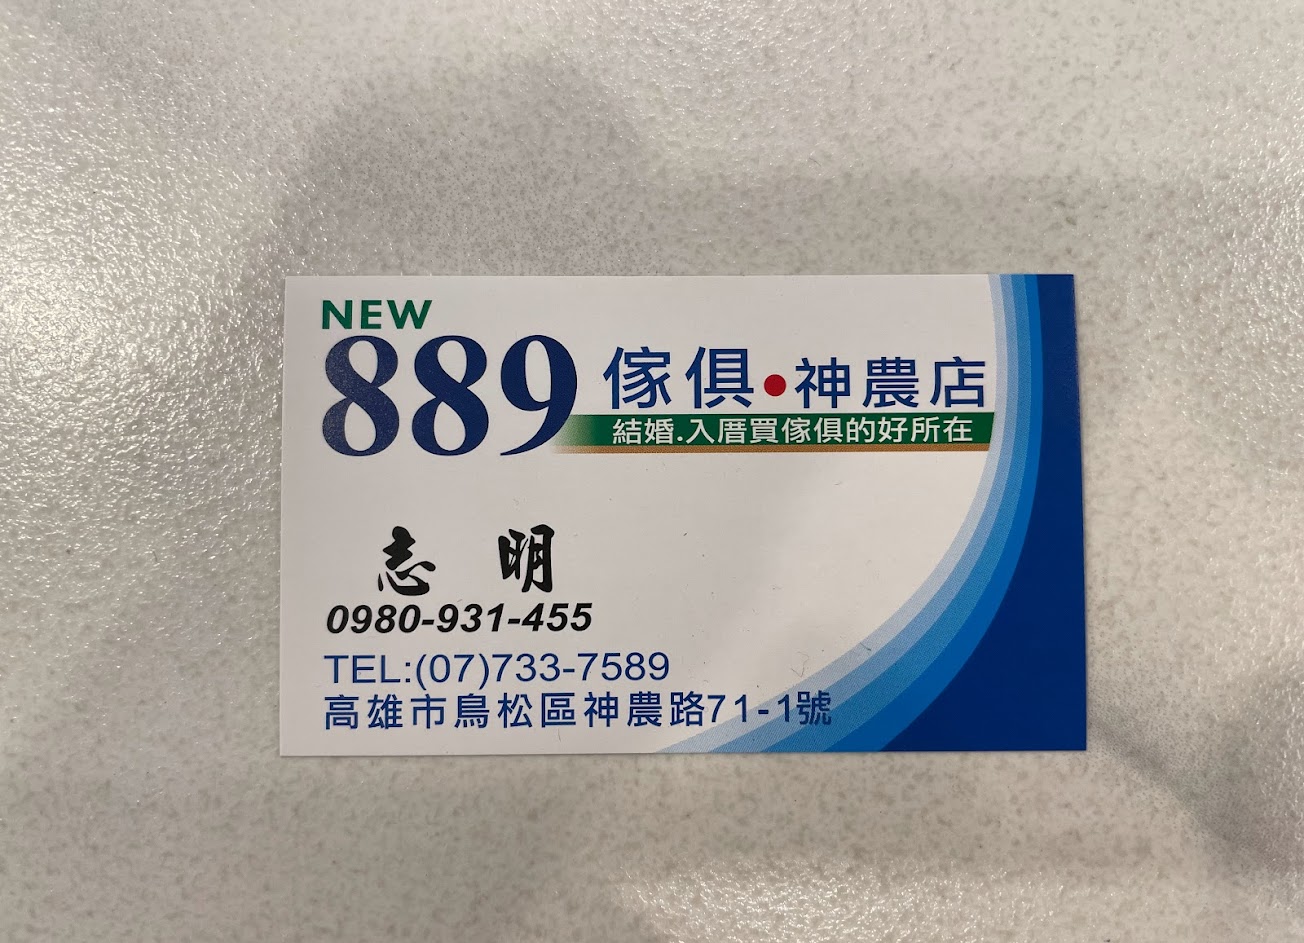 NEW
889 傢俱•神農店
結婚.入厝買傢俱的好所在
志 明
0980-931-455
TEL:(07)733-7589
高雄市鳥松區神農路71-1號